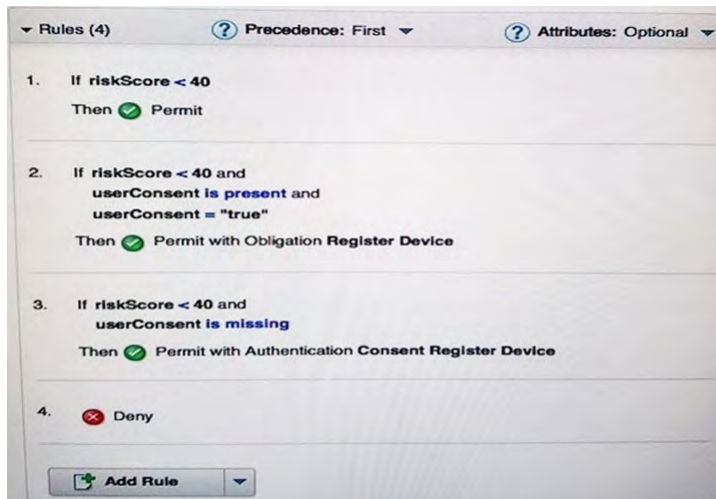 Rules (4) ? Precedence: First ? Attributes: Optional
1. If riskScore < 40
Then Permit
2. If riskScore < 40 and
userConsent is present and
userConsent = "true"
Then Permit with Obligation Register Device
3. If riskScore < 40 and
userConsent is missing
Then Permit with Authentication Consent Register Device
4. Deny
Add Rule